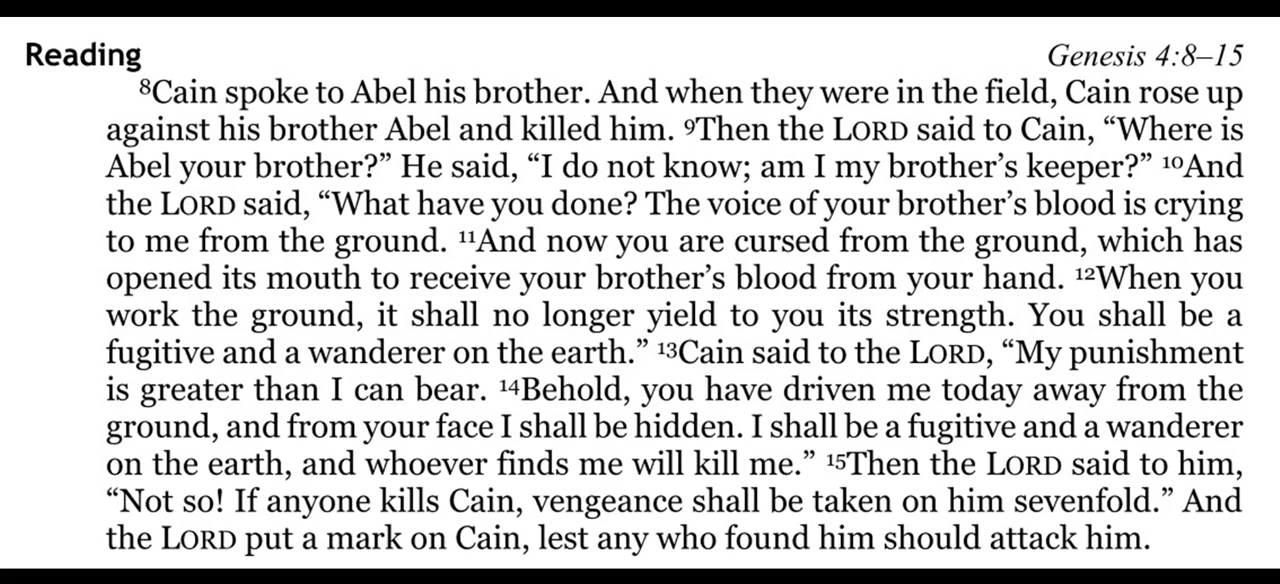 Reading Genesis 4:8–15
⁸Cain spoke to Abel his brother. And when they were in the field, Cain rose up
against his brother Abel and killed him. ⁹Then the LORD said to Cain, “Where is
Abel your brother?” He said, “I do not know; am I my brother’s keeper?” ¹⁰And
the LORD said, “What have you done? The voice of your brother’s blood is crying
to me from the ground. ¹¹And now you are cursed from the ground, which has
opened its mouth to receive your brother’s blood from your hand. ¹²When you
work the ground, it shall no longer yield to you its strength. You shall be a
fugitive and a wanderer on the earth.” ¹³Cain said to the LORD, “My punishment
is greater than I can bear. ¹⁴Behold, you have driven me today away from the
ground, and from your face I shall be hidden. I shall be a fugitive and a wanderer
on the earth, and whoever finds me will kill me.” ¹⁵Then the LORD said to him,
“Not so! If anyone kills Cain, vengeance shall be taken on him sevenfold.” And
the LORD put a mark on Cain, lest any who found him should attack him.